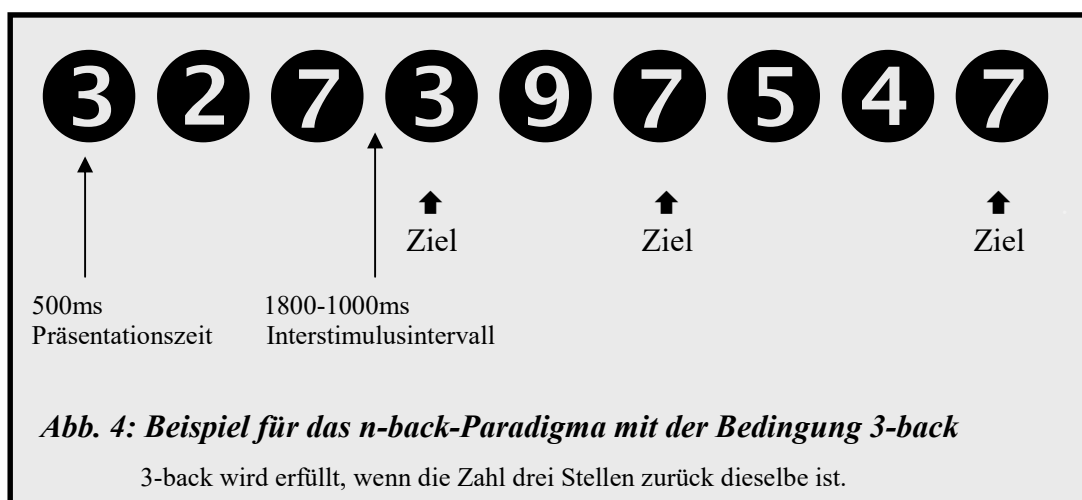 3 2 7 3 9 7 5 4 7
Ziel Ziel Ziel
500ms 1800-1000ms
Präsentationszeit Interstimulusintervall
Abb. 4: Beispiel für das n-back-Paradigma mit der Bedingung 3-back
3-back wird erfüllt, wenn die Zahl drei Stellen zurück dieselbe ist.